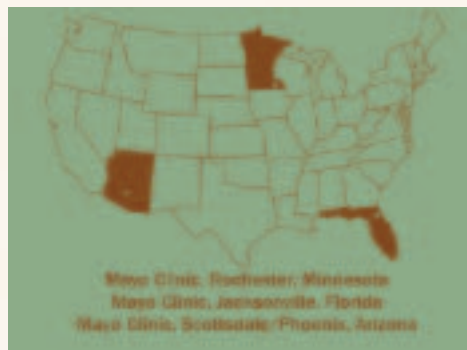 Mayo Clinic, Rochester, Minnesota
Mayo Clinic, Jacksonville, Florida
Mayo Clinic, Scottsdale/Phoenix, Arizona